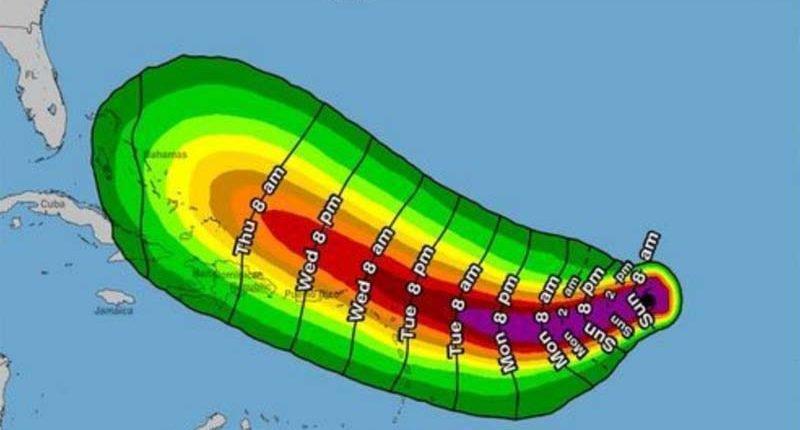 FL
Bahamas
Cuba
Jamaica
Dominican
Republic
Puerto Rico
Thu 8 am
Wed 8 pm
Wed 8 am
Tue 8 pm
Tue 8 am
Mon 8 pm
Mon 8 am
Mon 2 am
Sun 8 pm
Sun 2 pm
Sun 8 am